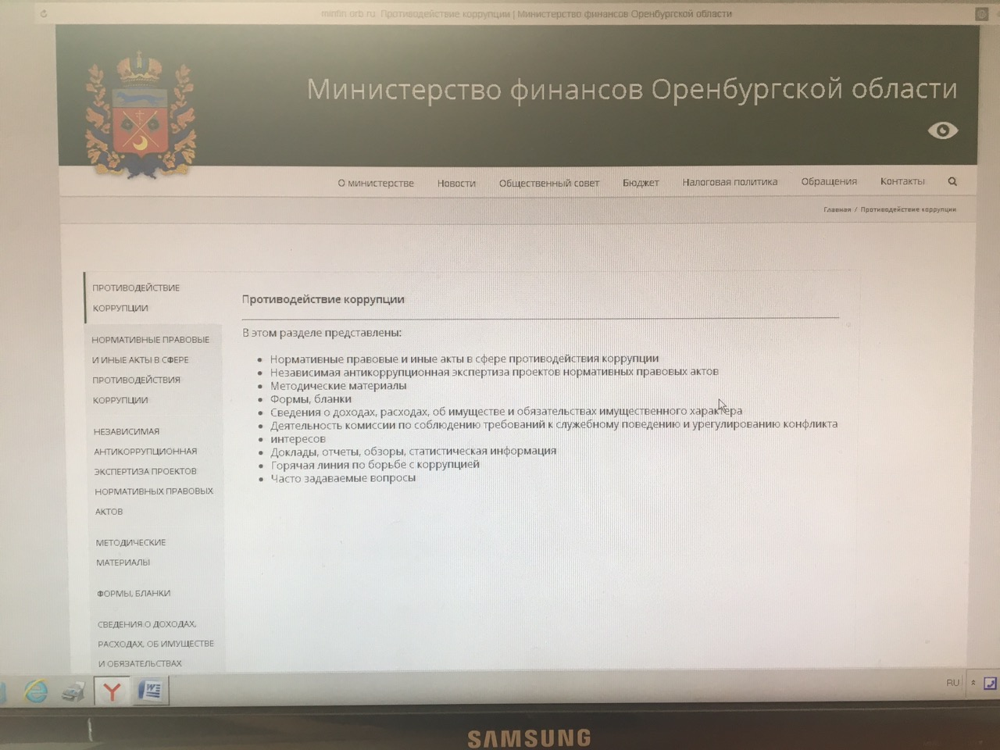 minfin.orb.ru Противодействие коррупции | Министерство финансов Оренбургской области
Министерство финансов Оренбургской области
О министерстве Новости Общественный совет Бюджет Налоговая политика Обращения Контакты
Главная / Противодействие коррупции
ПРОТИВОДЕЙСТВИЕ
КОРРУПЦИИ
НОРМАТИВНЫЕ ПРАВОВЫЕ
И ИНЫЕ АКТЫ В СФЕРЕ
ПРОТИВОДЕЙСТВИЯ
КОРРУПЦИИ
НЕЗАВИСИМАЯ
АНТИКОРРУПЦИОННАЯ
ЭКСПЕРТИЗА ПРОЕКТОВ
НОРМАТИВНЫХ ПРАВОВЫХ
АКТОВ
МЕТОДИЧЕСКИЕ
МАТЕРИАЛЫ
ФОРМЫ, БЛАНКИ
СВЕДЕНИЯ О ДОХОДАХ,
РАСХОДАХ, ОБ ИМУЩЕСТВЕ
И ОБЯЗАТЕЛЬСТВАХ
Противодействие коррупции
В этом разделе представлены:
• Нормативные правовые и иные акты в сфере противодействия коррупции
• Независимая антикоррупционная экспертиза проектов нормативных правовых актов
• Методические материалы
• Формы, бланки
• Сведения о доходах, расходах, об имуществе и обязательствах имущественного характера
• Деятельность комиссии по соблюдению требований к служебному поведению и урегулированию конфликта
• интересов
• Доклады, отчеты, обзоры, статистическая информация
• Горячая линия по борьбе с коррупцией
• Часто задаваемые вопросы
RU
SAMSUNG